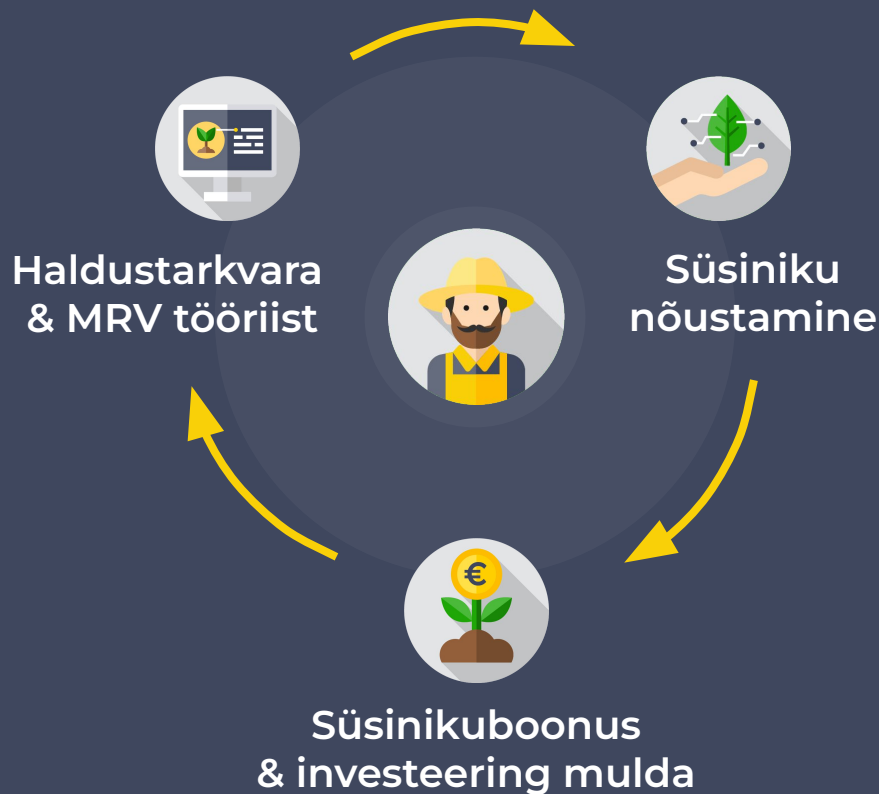 Haldustarkvara
& MRV tööriist
Süsiniku
nõustamine
€
Süsinikuboonus
& investeering mulda